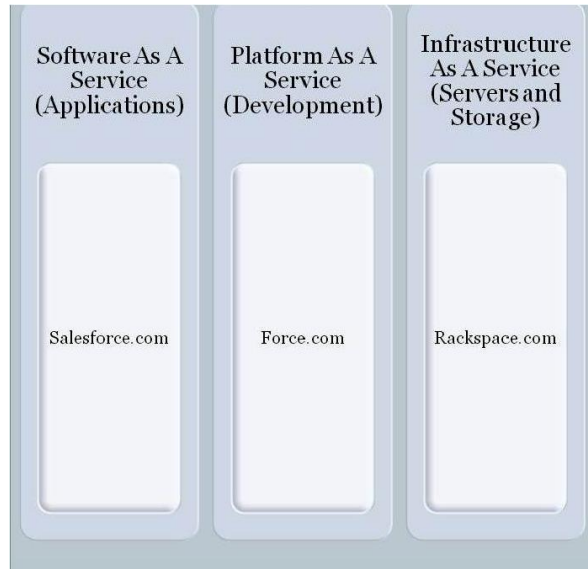 Software As A
Service
(Applications)
Salesforce.com
Platform As A
Service
(Development)
Force.com
Infrastructure
As A Service
(Servers and
Storage)
Rackspace.com